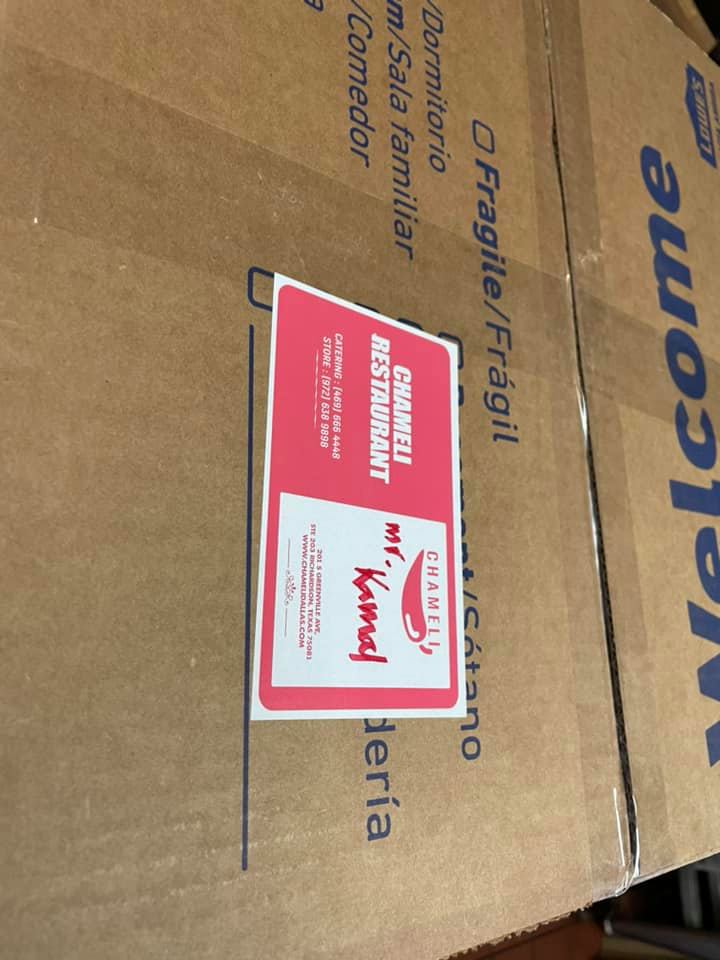 LOWE'S
Welcome
Fragile/Frágil
/Dormitorio
m/Sala familiar
/Comedor
/Sótano
dería
CHAMELI
RESTAURANT
CATERING : (469) 666 4448
STORE : (972) 638 9898
CHAMELI
mr. Kamal
201 S GREENVILLE AVE,
STE 203 RICHARDSON, TEXAS 75081
WWW.CHAMELIDALLAS.COM